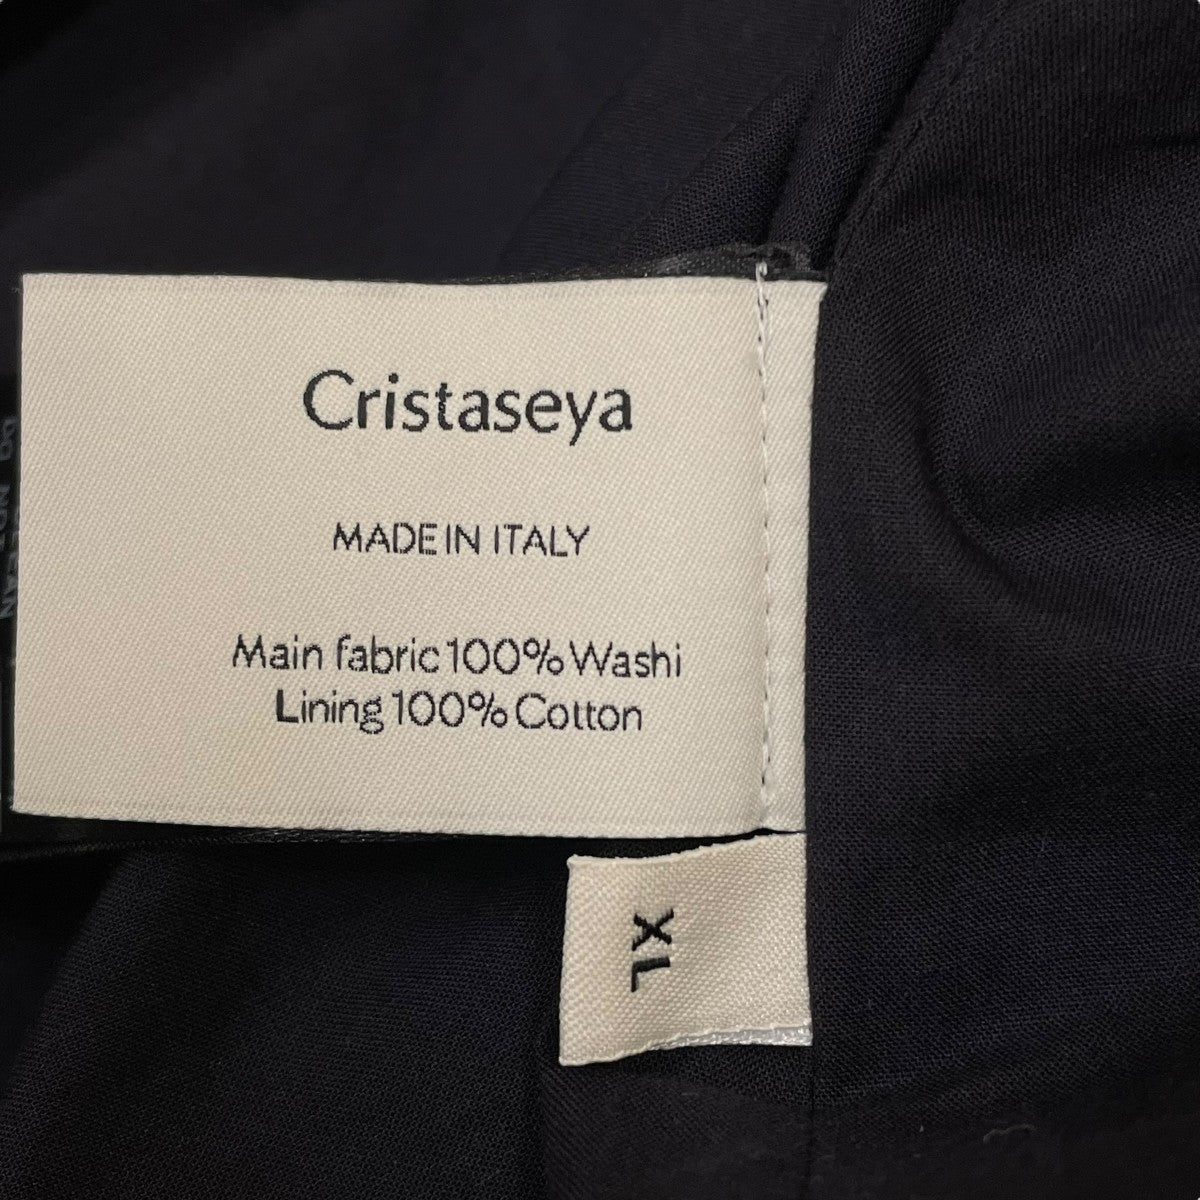 Cristaseya
MADE IN ITALY
Main fabric 100% Washi
Lining 100% Cotton
XL